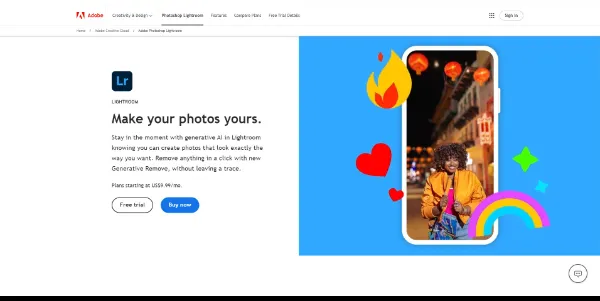 Adobe
Creativity & Design
Photoshop Lightroom
Features
Compare Plans
Free Trial Details
Sign in
Home / Adobe Creative Cloud / Adobe Photoshop Lightroom
Lr
LIGHTROOM
Make your photos yours.
Stay in the moment with generative AI in Lightroom
knowing you can create photos that look exactly the
way you want. Remove anything in a click with new
Generative Remove, without leaving a trace.
Plans starting at US$9.99/mo.
Free trial
Buy now